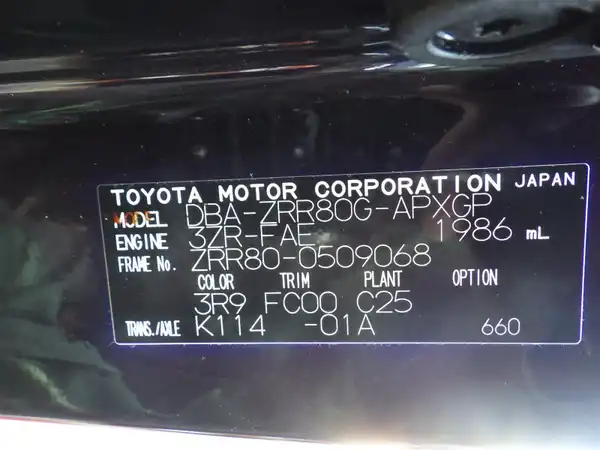 TOYOTA MOTOR CORPORATION JAPAN
MODEL DBA-ZRR80G-APXGP
ENGINE 3ZR-FAE 1986 mL
FRAME No. ZRR80-0509068
COLOR TRIM PLANT OPTION
3R9 FC00 C25
TRANS./AXLE K114 -01A 660